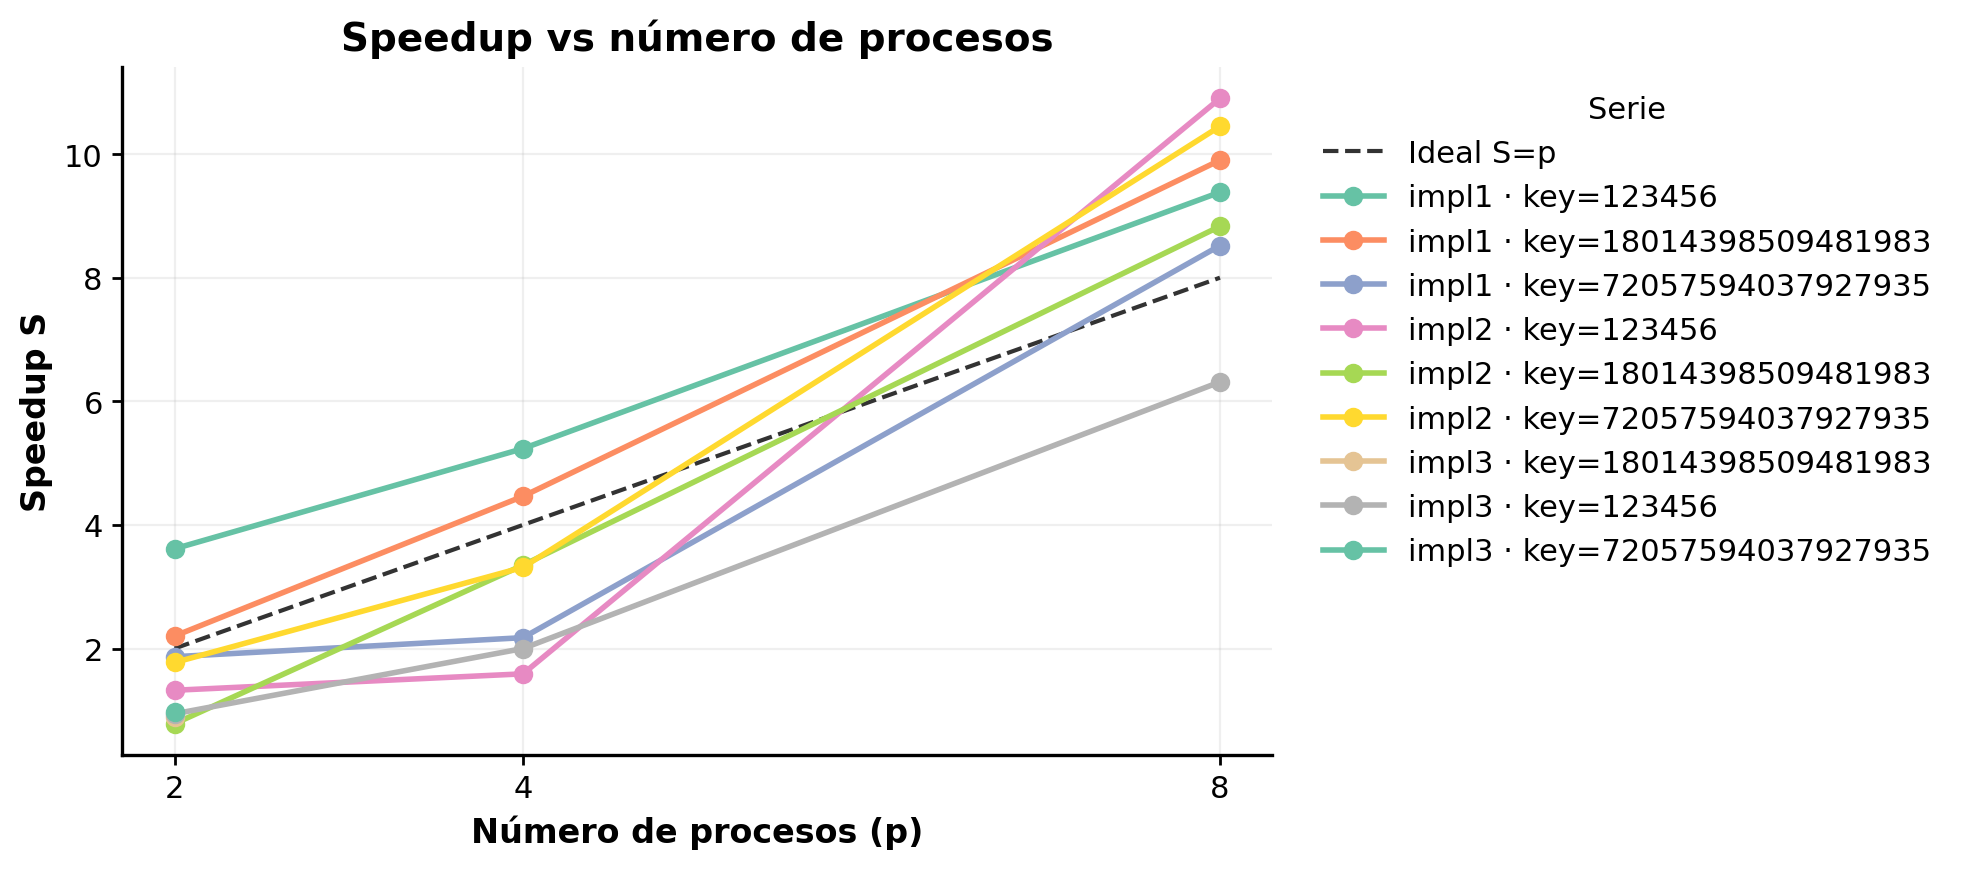 Speedup vs número de procesos
Speedup S
10
8
6
4
2
2 4 8
Número de procesos (p)
Serie
Ideal S=p
impl1 · key=123456
impl1 · key=18014398509481983
impl1 · key=72057594037927935
impl2 · key=123456
impl2 · key=18014398509481983
impl2 · key=72057594037927935
impl3 · key=18014398509481983
impl3 · key=123456
impl3 · key=72057594037927935